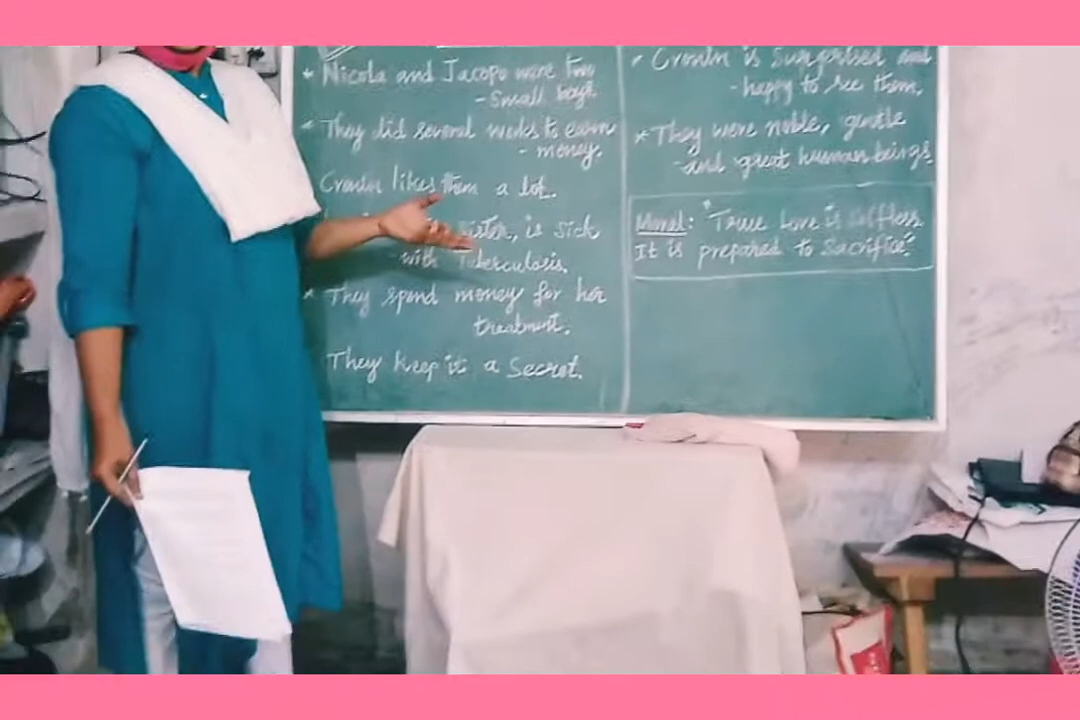 * Nicola and Jacopo were two
- Small boys.
* They did several works to earn
- money.
Cronin likes them a lot.
sister, is sick
- with Tuberculosis.
* They spend money for her
treatment.
They keep it a Secret.
* Cronin is Surprised and
- happy to see them.
* They were noble, gentle
- and great human beings.
Moral: "True Love is selfless.
It is prepared to Sacrifice".